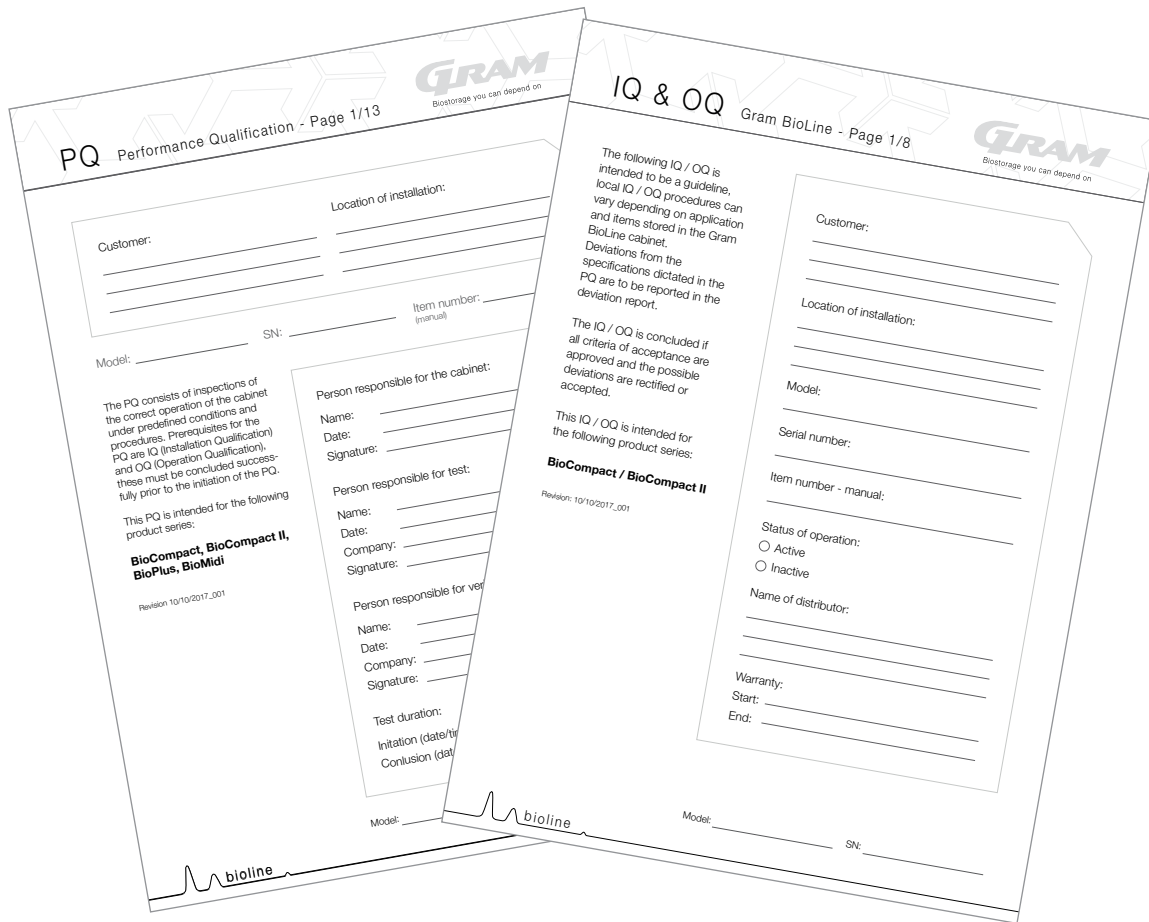 PQ Performance Qualification - Page 1/13
GRAM
Biostorage you can depend on
Customer:
Location of installation:
Model:
SN:
Item number:
(manual)
The PQ consists of inspections of
the correct operation of the cabinet
under predefined conditions and
procedures. Prerequisites for the
PQ are IQ (Installation Qualification)
and OQ (Operation Qualification),
these must be concluded success-
fully prior to the initiation of the PQ.
This PQ is intended for the following
product series:
BioCompact, BioCompact II,
BioPlus, BioMidi
Revision 10/10/2017_001
Person responsible for the cabinet:
Name:
Date:
Signature:
Person responsible for test:
Name:
Date:
Company:
Signature:
Person responsible for
Name:
Date:
Company:
Signature:
Test duration:
Initation
Conlusion
Model:
bioline
IQ & OQ Gram BioLine - Page 1/8
GRAM
Biostorage you can depend on
The following IQ / OQ is
intended to be a guideline,
local IQ / OQ procedures can
vary depending on application
and items stored in the Gram
BioLine cabinet.
Deviations from the
specifications dictated in the
PQ are to be reported in the
deviation report.
The IQ / OQ is concluded if
all criteria of acceptance are
approved and the possible
deviations are rectified or
accepted.
This IQ / OQ is intended for
the following product series:
BioCompact / BioCompact II
Revision: 10/10/2017_001
Customer:
Location of installation:
Model:
Serial number:
Item number - manual:
Status of operation:
Active
Inactive
Name of distributor:
Warranty:
Start:
End:
Model:
SN:
bioline